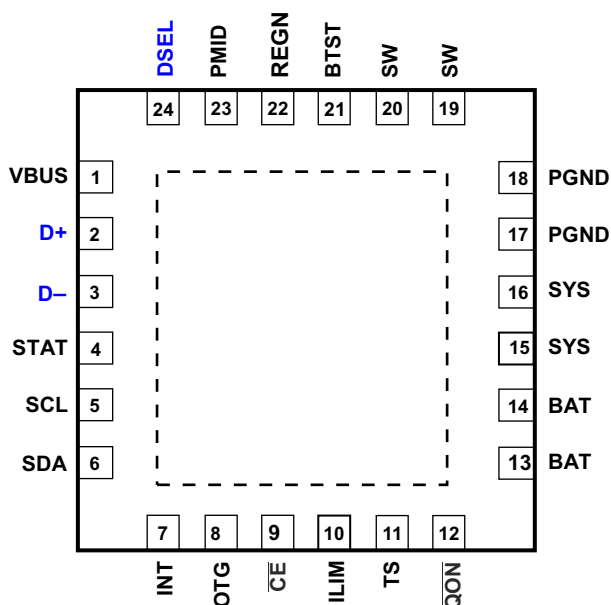 DSEL PMID REGN BTST SW SW
24 23 22 21 20 19
VBUS 1 18 PGND
D+ 2 17 PGND
D– 3 16 SYS
STAT 4 15 SYS
SCL 5 14 BAT
SDA 6 13 BAT
7 8 9 10 11 12
INT OTG C̅E̅ ILIM TS Q̅O̅N̅